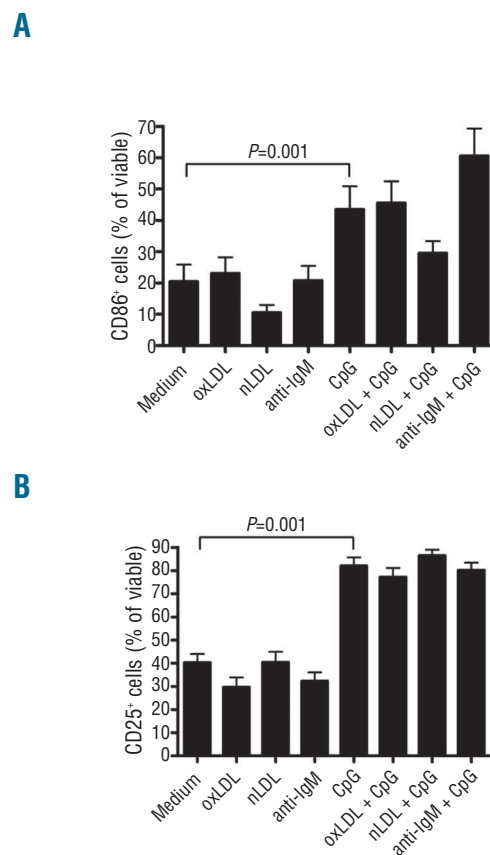 A
P=0.001
CD86+ cells (% of viable)
70
60
50
40
30
20
10
0
Medium
oxLDL
nLDL
anti-IgM
CpG
oxLDL + CpG
nLDL + CpG
anti-IgM + CpG
B
P=0.001
CD25+ cells (% of viable)
90
80
70
60
50
40
30
20
10
0
Medium
oxLDL
nLDL
anti-IgM
CpG
oxLDL + CpG
nLDL + CpG
anti-IgM + CpG